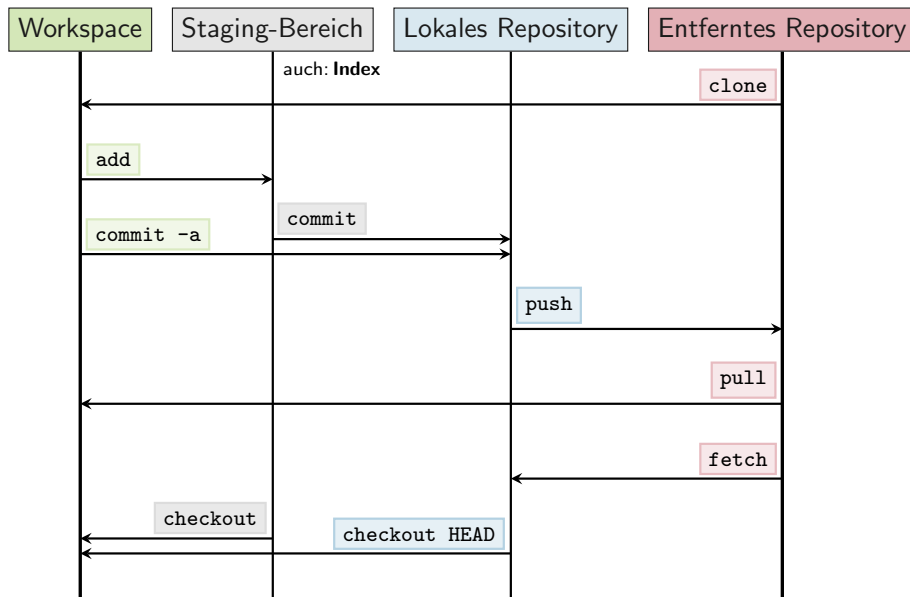 Workspace
Staging-Bereich
Lokales Repository
Entferntes Repository
auch: Index
clone
add
commit
commit -a
push
pull
fetch
checkout
checkout HEAD